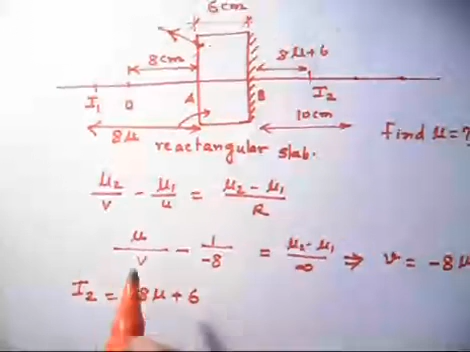 6cm
8cm
8μ+6
I₁ O A B I₂
8μ
10cm
find μ=?
reactangular slab.
μ₂/v - μ₁/u = μ₂-μ₁/R
μ/v - 1/-8 = μ₂-μ₁/∞ ⇒ v = -8μ
I₂ = 8μ+6